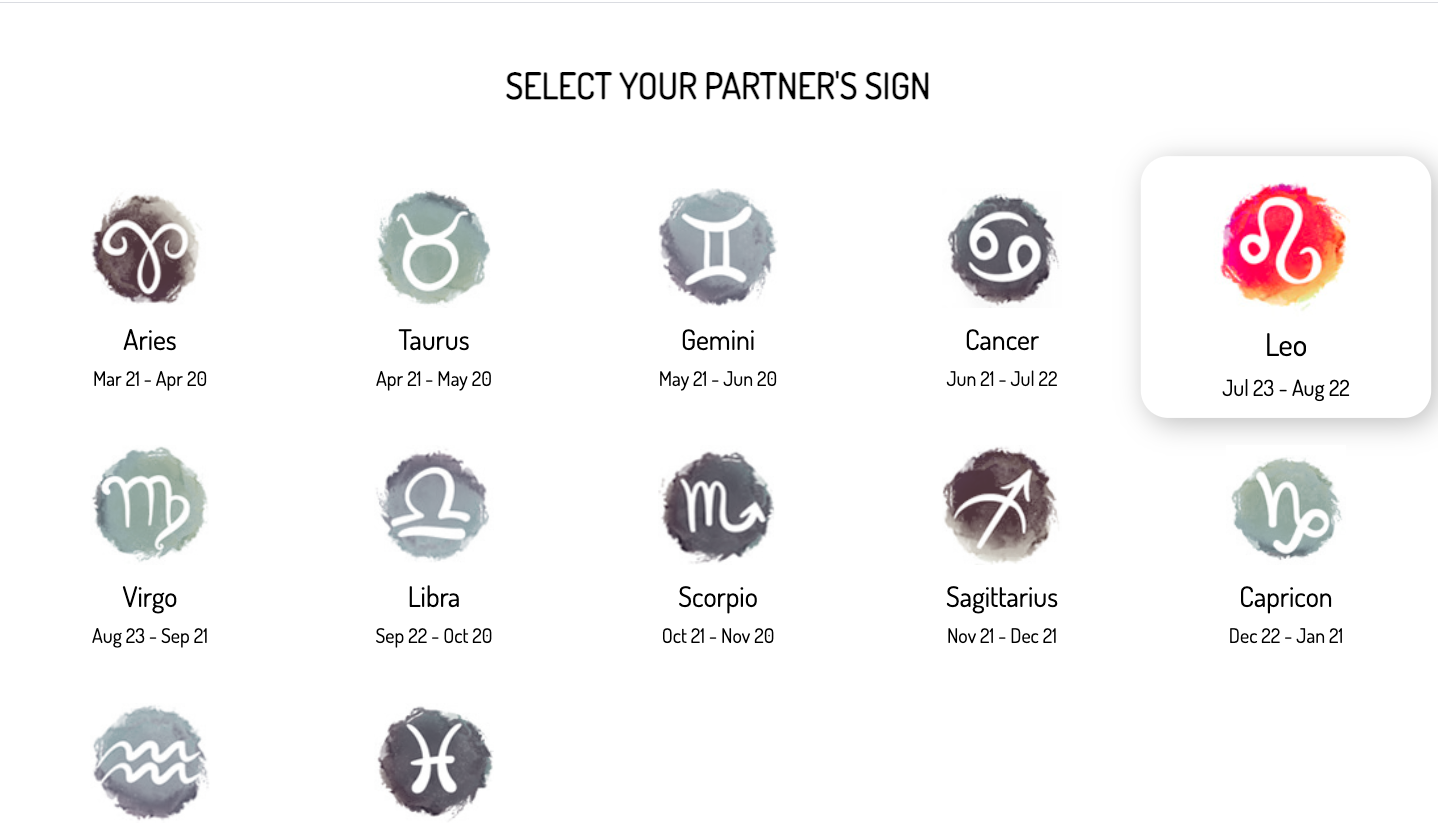 SELECT YOUR PARTNER'S SIGN
Aries
Mar 21 - Apr 20
Taurus
Apr 21 - May 20
Gemini
May 21 - Jun 20
Cancer
Jun 21 - Jul 22
Leo
Jul 23 - Aug 22
Virgo
Aug 23 - Sep 21
Libra
Sep 22 - Oct 20
Scorpio
Oct 21 - Nov 20
Sagittarius
Nov 21 - Dec 21
Capricon
Dec 22 - Jan 21